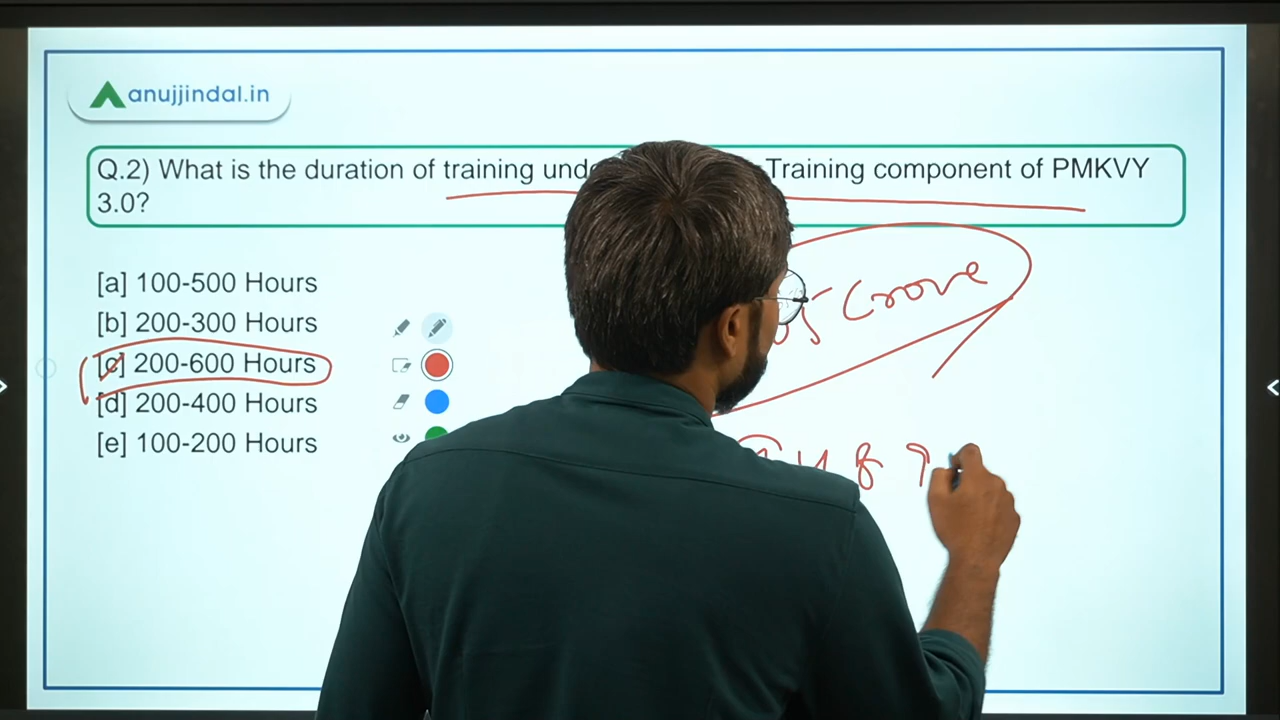 anujjindal.in
Q.2) What is the duration of training Training component of PMKVY
3.0?
[a] 100-500 Hours
[b] 200-300 Hours
[c] 200-600 Hours
[d] 200-400 Hours
[e] 100-200 Hours
Crore